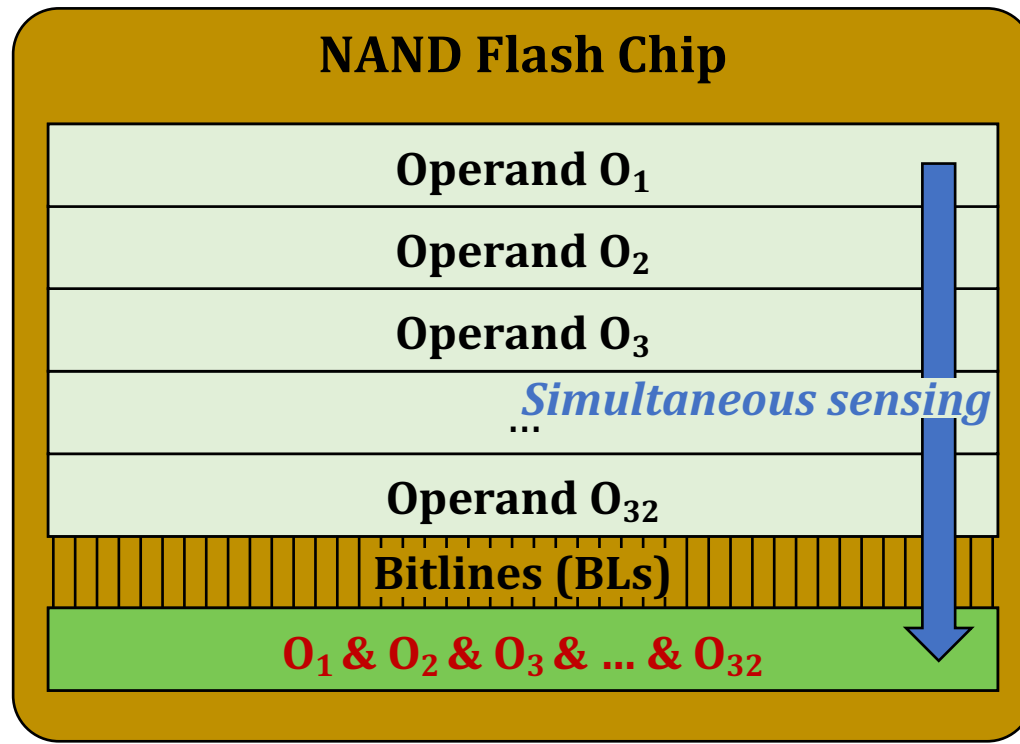 NAND Flash Chip
Operand O₁
Operand O₂
Operand O₃
Simultaneous sensing
...
Operand O₃₂
Bitlines (BLs)
O₁ & O₂ & O₃ & ... & O₃₂